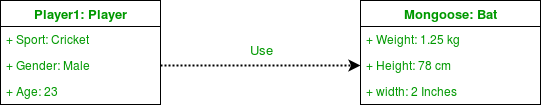 Player1: Player
+ Sport: Cricket
+ Gender: Male
+ Age: 23
Use
Mongoose: Bat
+ Weight: 1.25 kg
+ Height: 78 cm
+ width: 2 Inches